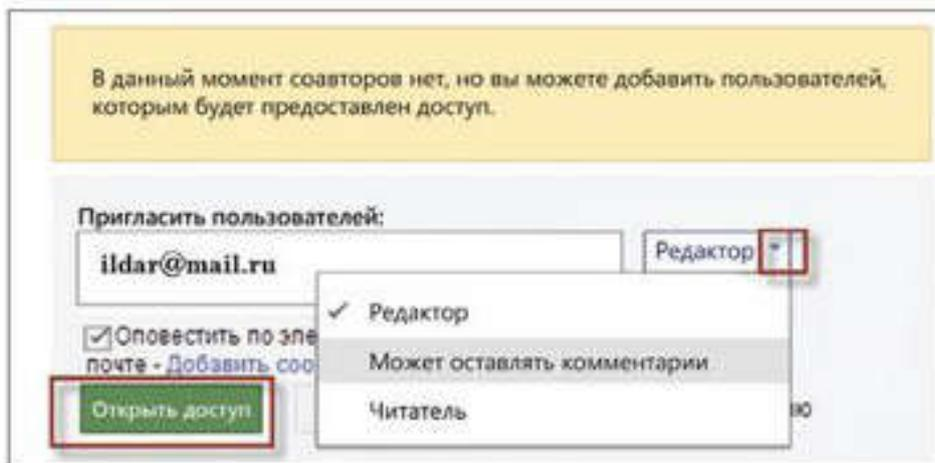 В данный момент соавторов нет, но вы можете добавить пользователей,
которым будет предоставлен доступ.
Пригласить пользователей:
ildar@mail.ru
Редактор
Редактор
Оповестить по эле
почте - Добавить соо
Может оставлять комментарии
Открыть доступ
Читатель
ю